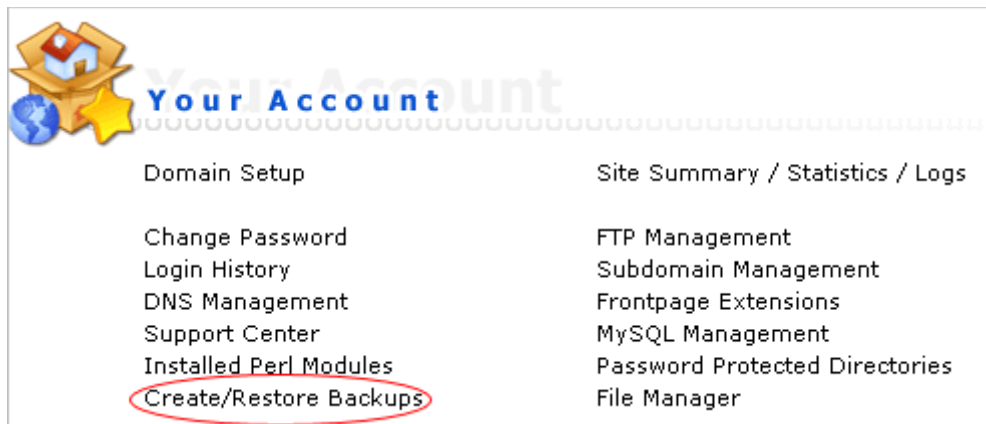 Your Account
Domain Setup
Site Summary / Statistics / Logs
Change Password
FTP Management
Login History
Subdomain Management
DNS Management
Frontpage Extensions
Support Center
MySQL Management
Installed Perl Modules
Password Protected Directories
Create/Restore Backups
File Manager